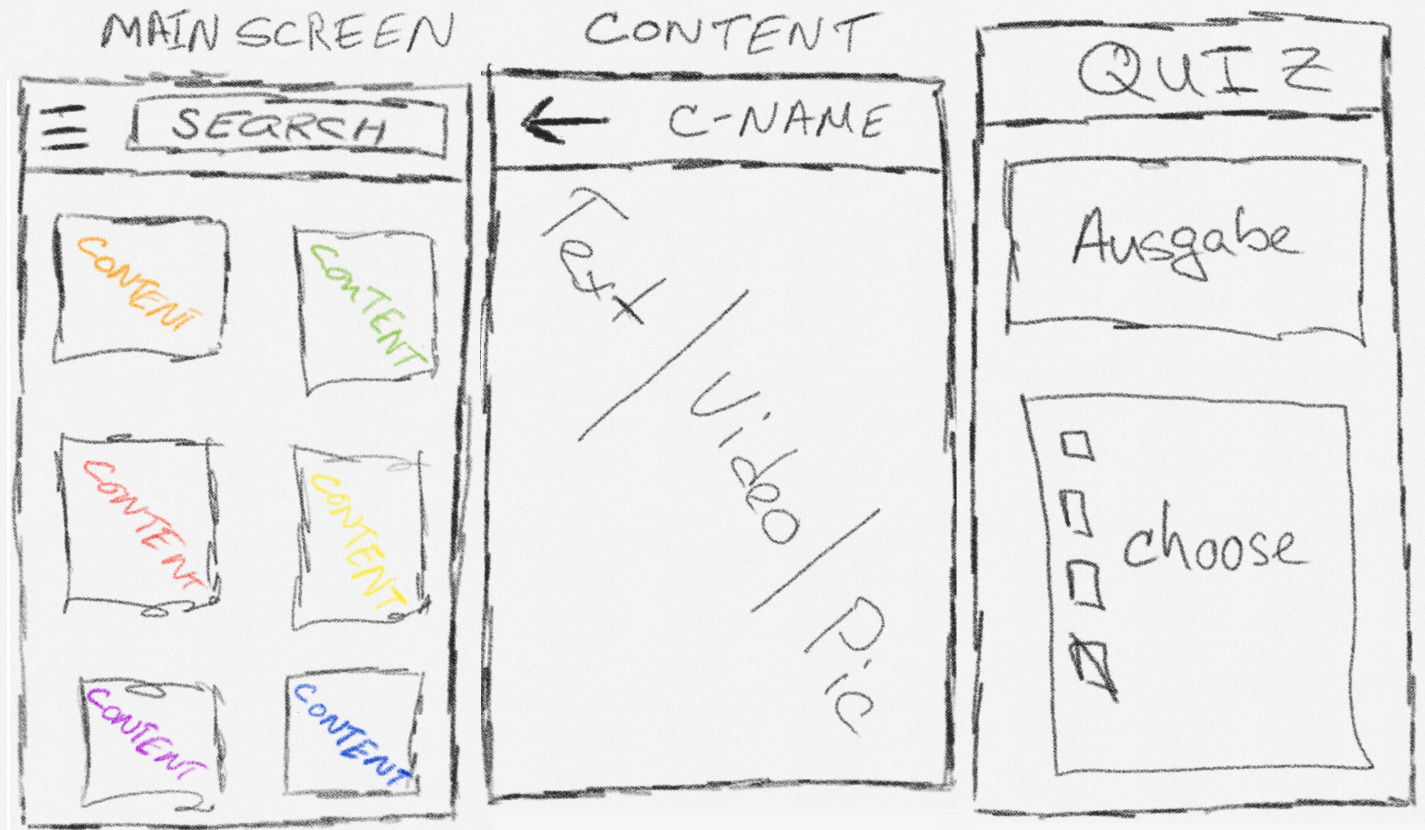 MAIN SCREEN
SEARCH
CONTENT
CONTENT
CONTENT
CONTENT
CONTENT
CONTENT
CONTENT
C-NAME
Text / Video / Pic
QUIZ
Ausgabe
choose